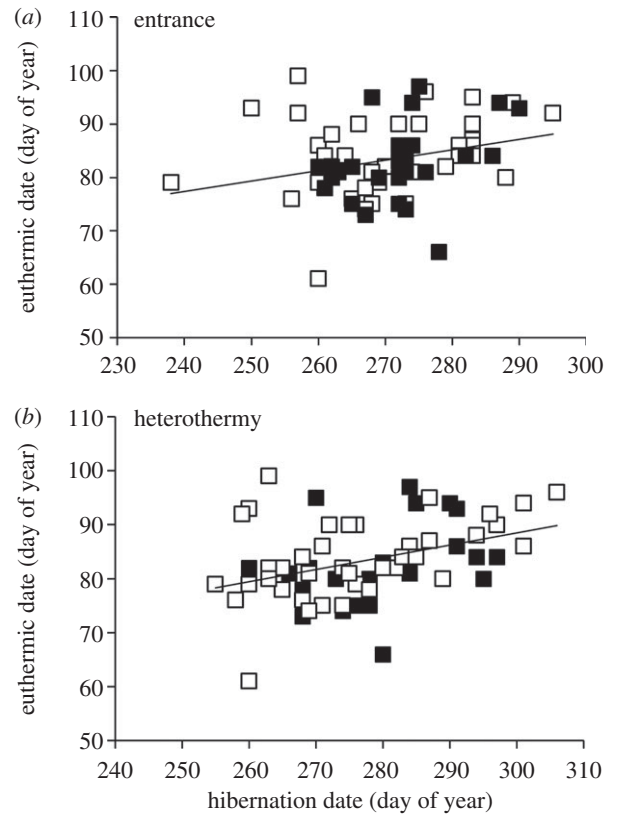 (a) entrance
110
100
90
80
70
60
50
euthermic date (day of year)
230 240 250 260 270 280 290 300
(b) heterothermy
110
100
90
80
70
60
50
euthermic date (day of year)
240 250 260 270 280 290 300 310
hibernation date (day of year)